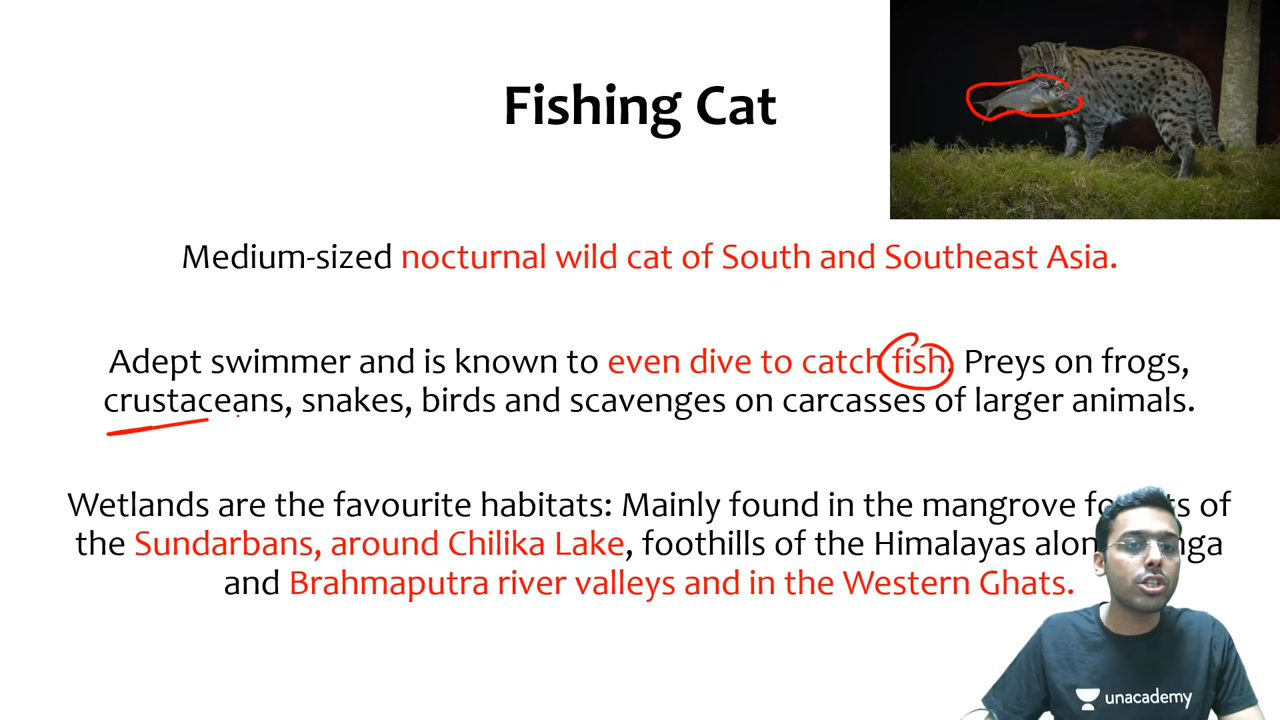 Fishing Cat
Medium-sized nocturnal wild cat of South and Southeast Asia.
Adept swimmer and is known to even dive to catch fish. Preys on frogs,
crustaceans, snakes, birds and scavenges on carcasses of larger animals.
Wetlands are the favourite habitats: Mainly found in the mangrove of
the Sundarbans, around Chilika Lake, foothills of the Himalayas
and Brahmaputra river valleys and in the Western Ghats.
unacademy